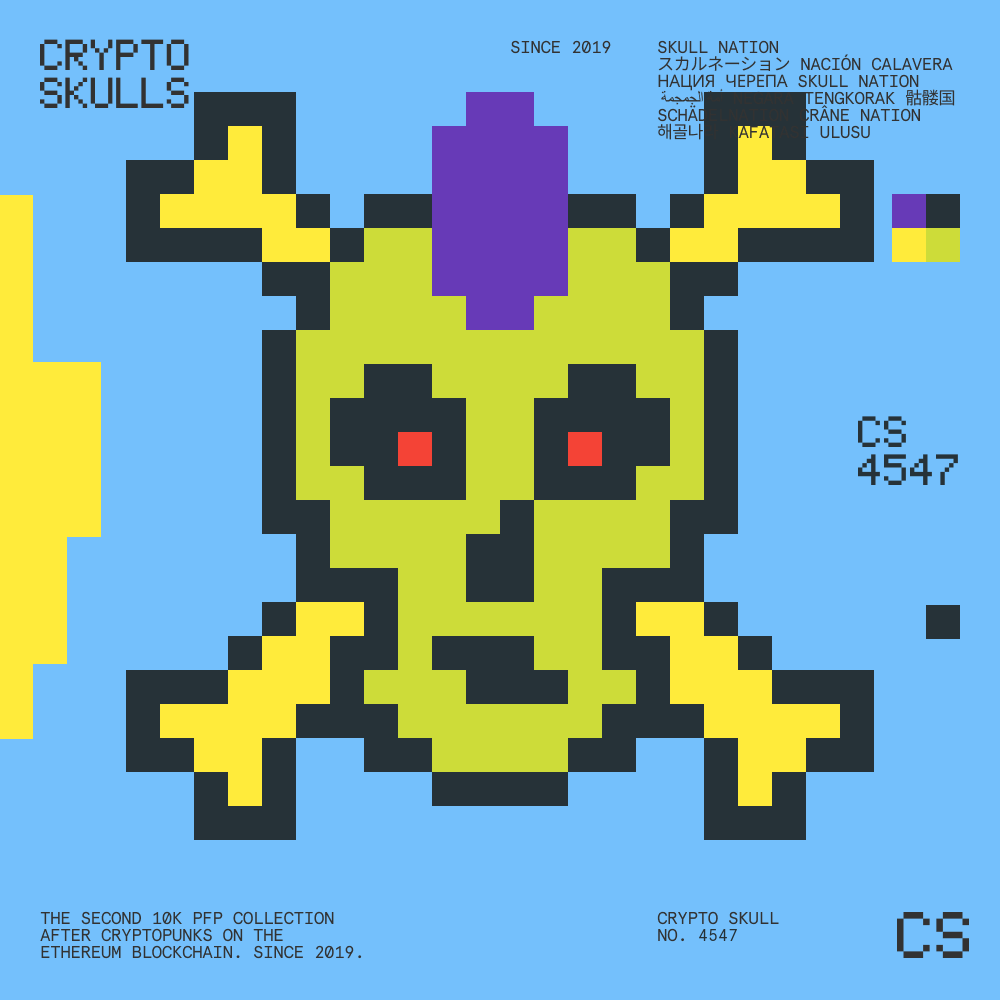 CRYPTO
SKULLS
SINCE 2019
SKULL NATION
スカルネーション NACIÓN CALAVERA
НАЦИЯ ЧЕРЕПА SKULL NATION
TENGKORAK 骷髅国
CRÂNE NATION
해골나 ULUSU
CS
4547
THE SECOND 10K PFP COLLECTION
AFTER CRYPTOPUNKS ON THE
ETHEREUM BLOCKCHAIN. SINCE 2019.
CRYPTO SKULL
NO. 4547
CS